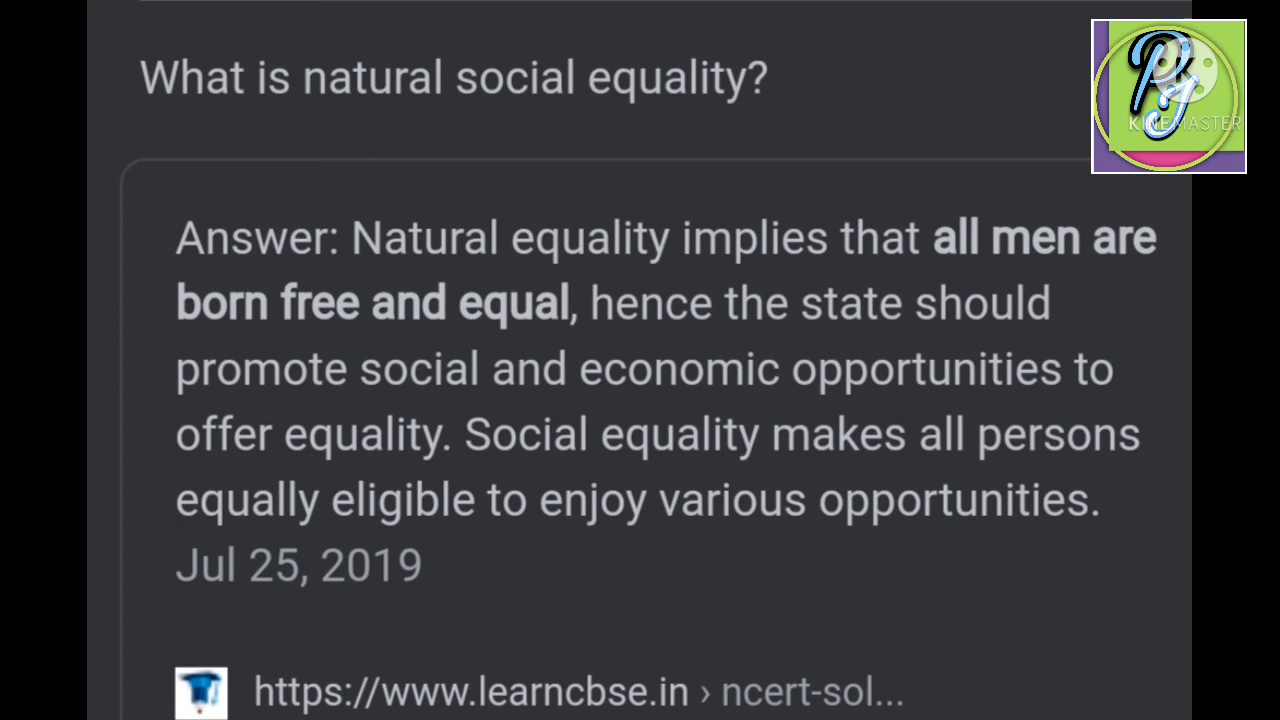 What is natural social equality?
PJ
KINEMASTER
Answer: Natural equality implies that all men are
born free and equal, hence the state should
promote social and economic opportunities to
offer equality. Social equality makes all persons
equally eligible to enjoy various opportunities.
Jul 25, 2019
https://www.learncbse.in › ncert-sol...